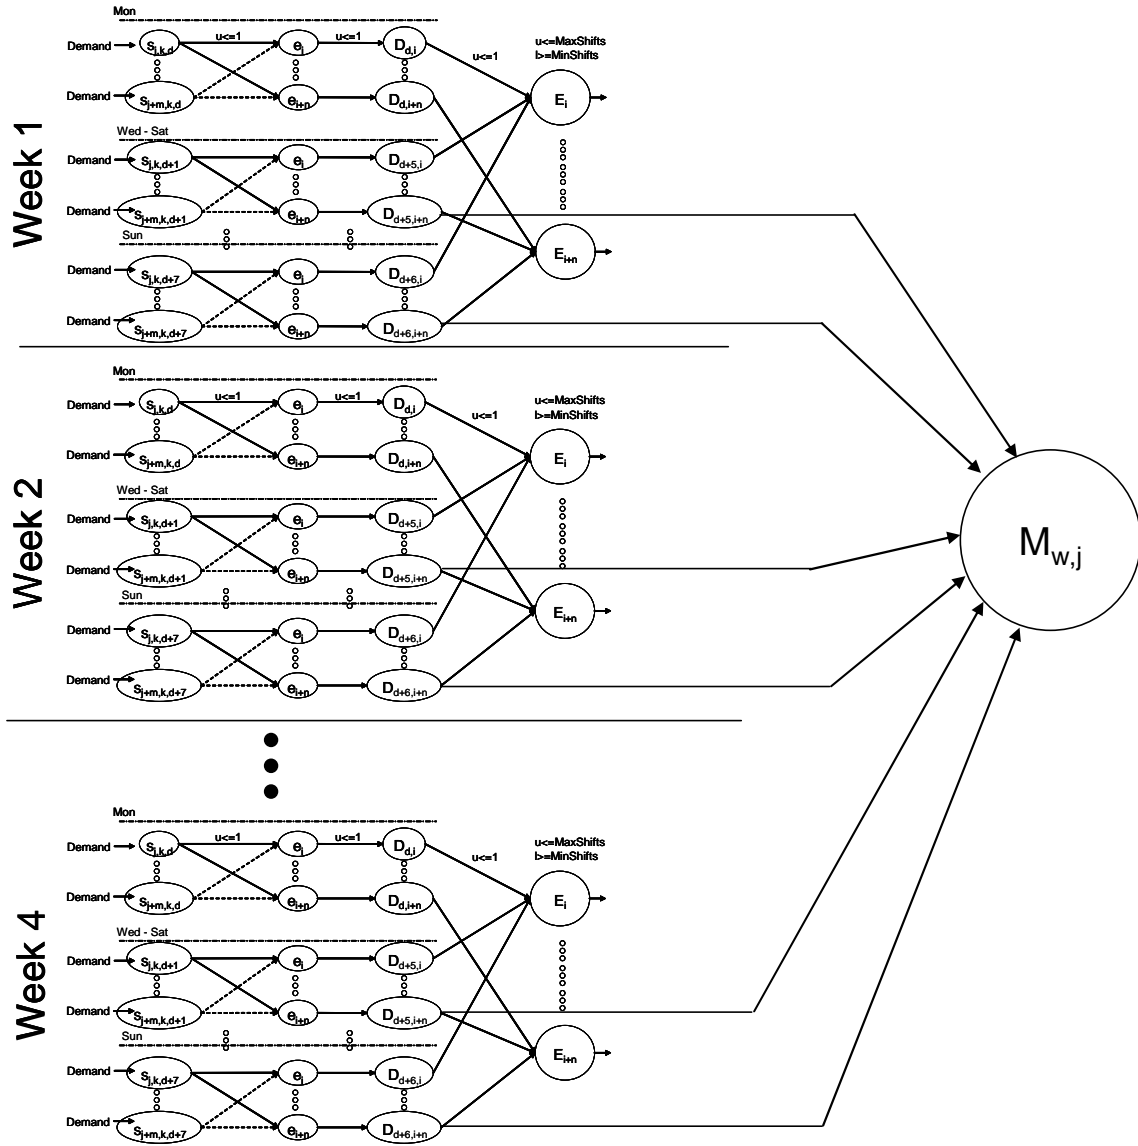 Week 1
Mon
Demand S_j,k,d u<=1 e_i u<=1 D_d,i u<=1 u<=MaxShifts
l>=MinShifts
E_i
Demand S_j+m,k,d e_i+n D_d,i+n
Wed - Sat
Demand S_j,k,d+1 e_i D_d+5,i
Demand S_j+m,k,d+1 e_i+n D_d+5,i+n
Sun
E_i+n
Demand S_j,k,d+7 e_i D_d+6,i
Demand S_j+m,k,d+7 e_i+n D_d+6,i+n
Week 2
Mon
Demand S_j,k,d u<=1 e_i u<=1 D_d,i u<=1 u<=MaxShifts
l>=MinShifts
E_i
Demand S_j+m,k,d e_i+n D_d,i+n
Wed - Sat
Demand S_j,k,d+1 e_i D_d+5,i
M_w,j
Demand S_j+m,k,d+1 e_i+n D_d+5,i+n
Sun
E_i+n
Demand S_j,k,d+7 e_i D_d+6,i
Demand S_j+m,k,d+7 e_i+n D_d+6,i+n
Week 4
Mon
Demand S_j,k,d u<=1 e_i u<=1 D_d,i u<=1 u<=MaxShifts
l>=MinShifts
E_i
Demand S_j+m,k,d e_i+n D_d,i+n
Wed - Sat
Demand S_j,k,d+1 e_i D_d+5,i
Demand S_j+m,k,d+1 e_i+n D_d+5,i+n
Sun
E_i+n
Demand S_j,k,d+7 e_i D_d+6,i
Demand S_j+m,k,d+7 e_i+n D_d+6,i+n